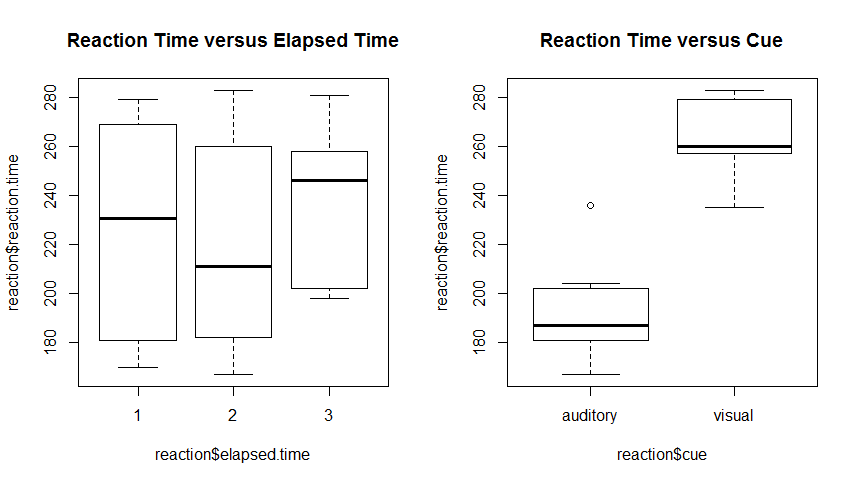 Reaction Time versus Elapsed Time
reaction$reaction.time
280
260
240
220
200
180
1 2 3
reaction$elapsed.time
Reaction Time versus Cue
reaction$reaction.time
280
260
240
220
200
180
auditory visual
reaction$cue